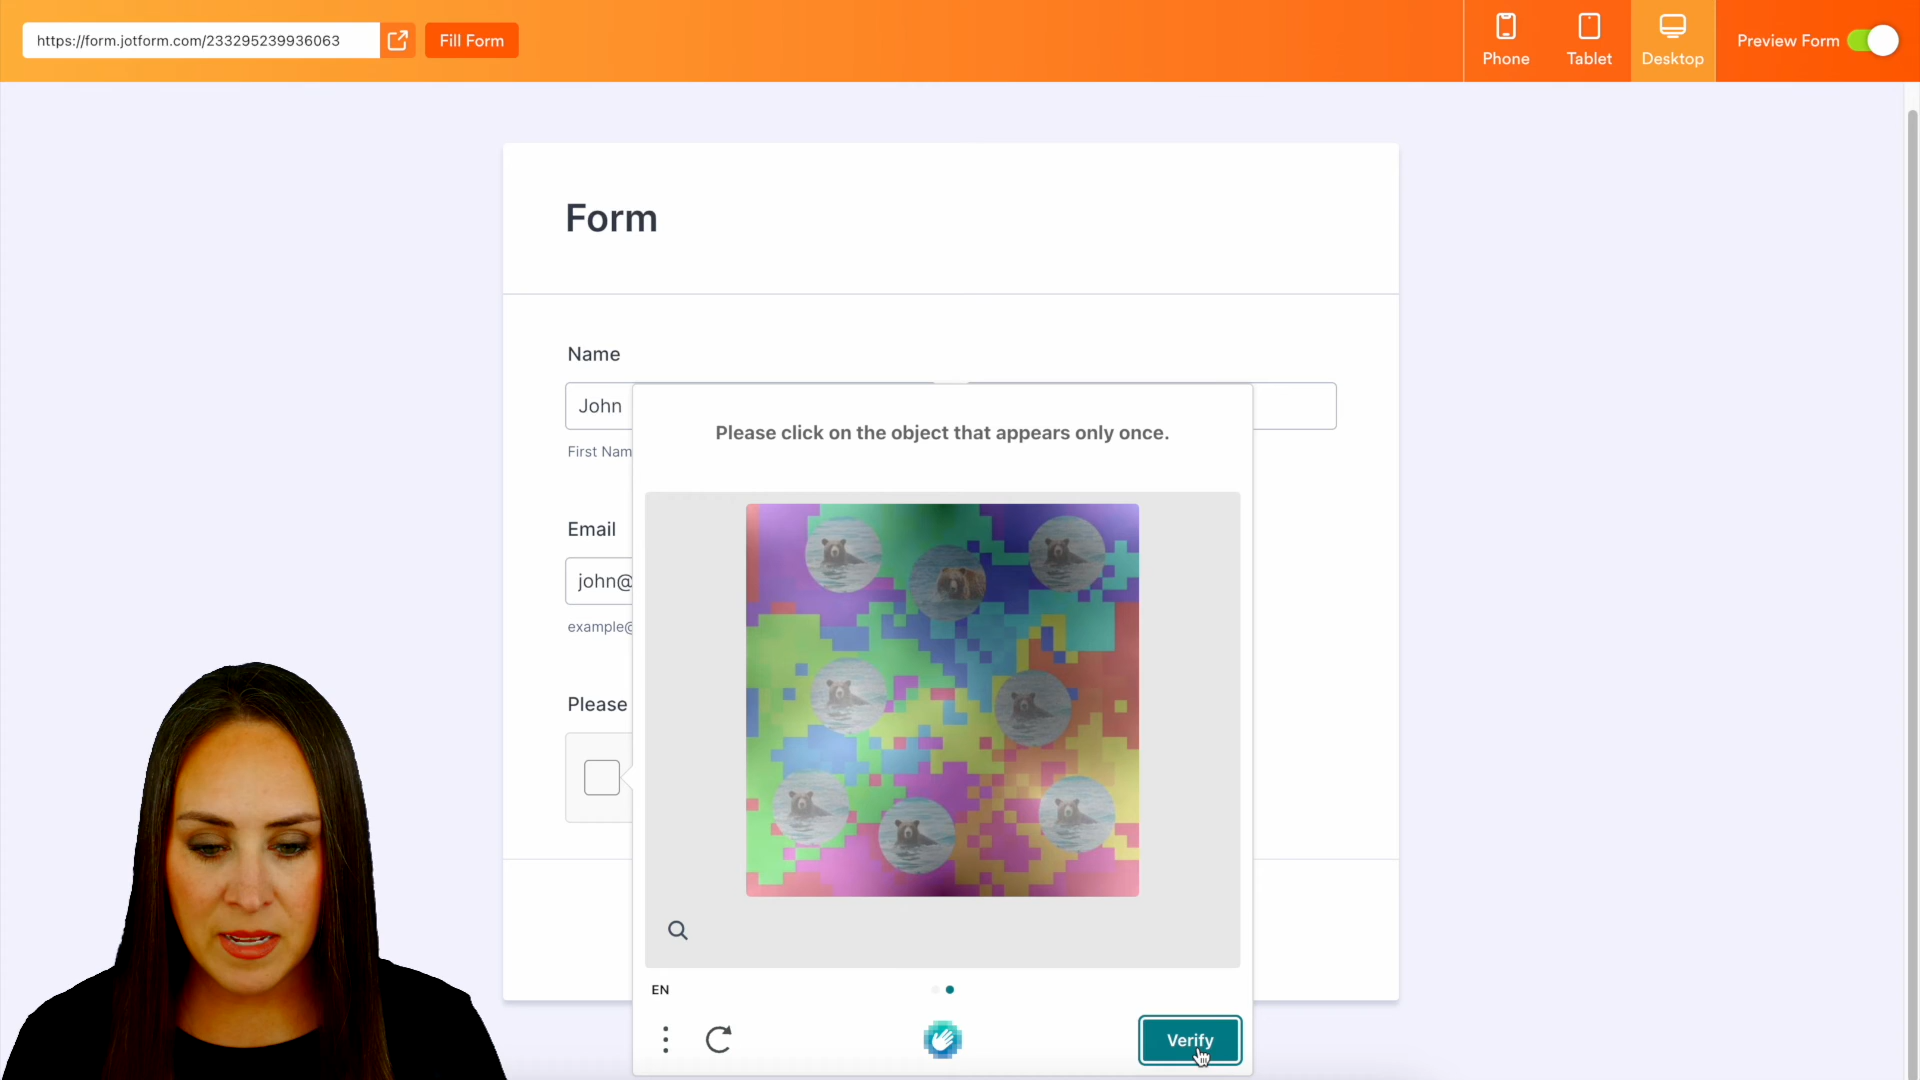 https://form.jotform.com/233295239936063
Fill Form
Phone
Tablet
Desktop
Preview Form
Form
Name
John
First Nam
Please click on the object that appears only once.
Email
john@
example@
Please
EN
Verify